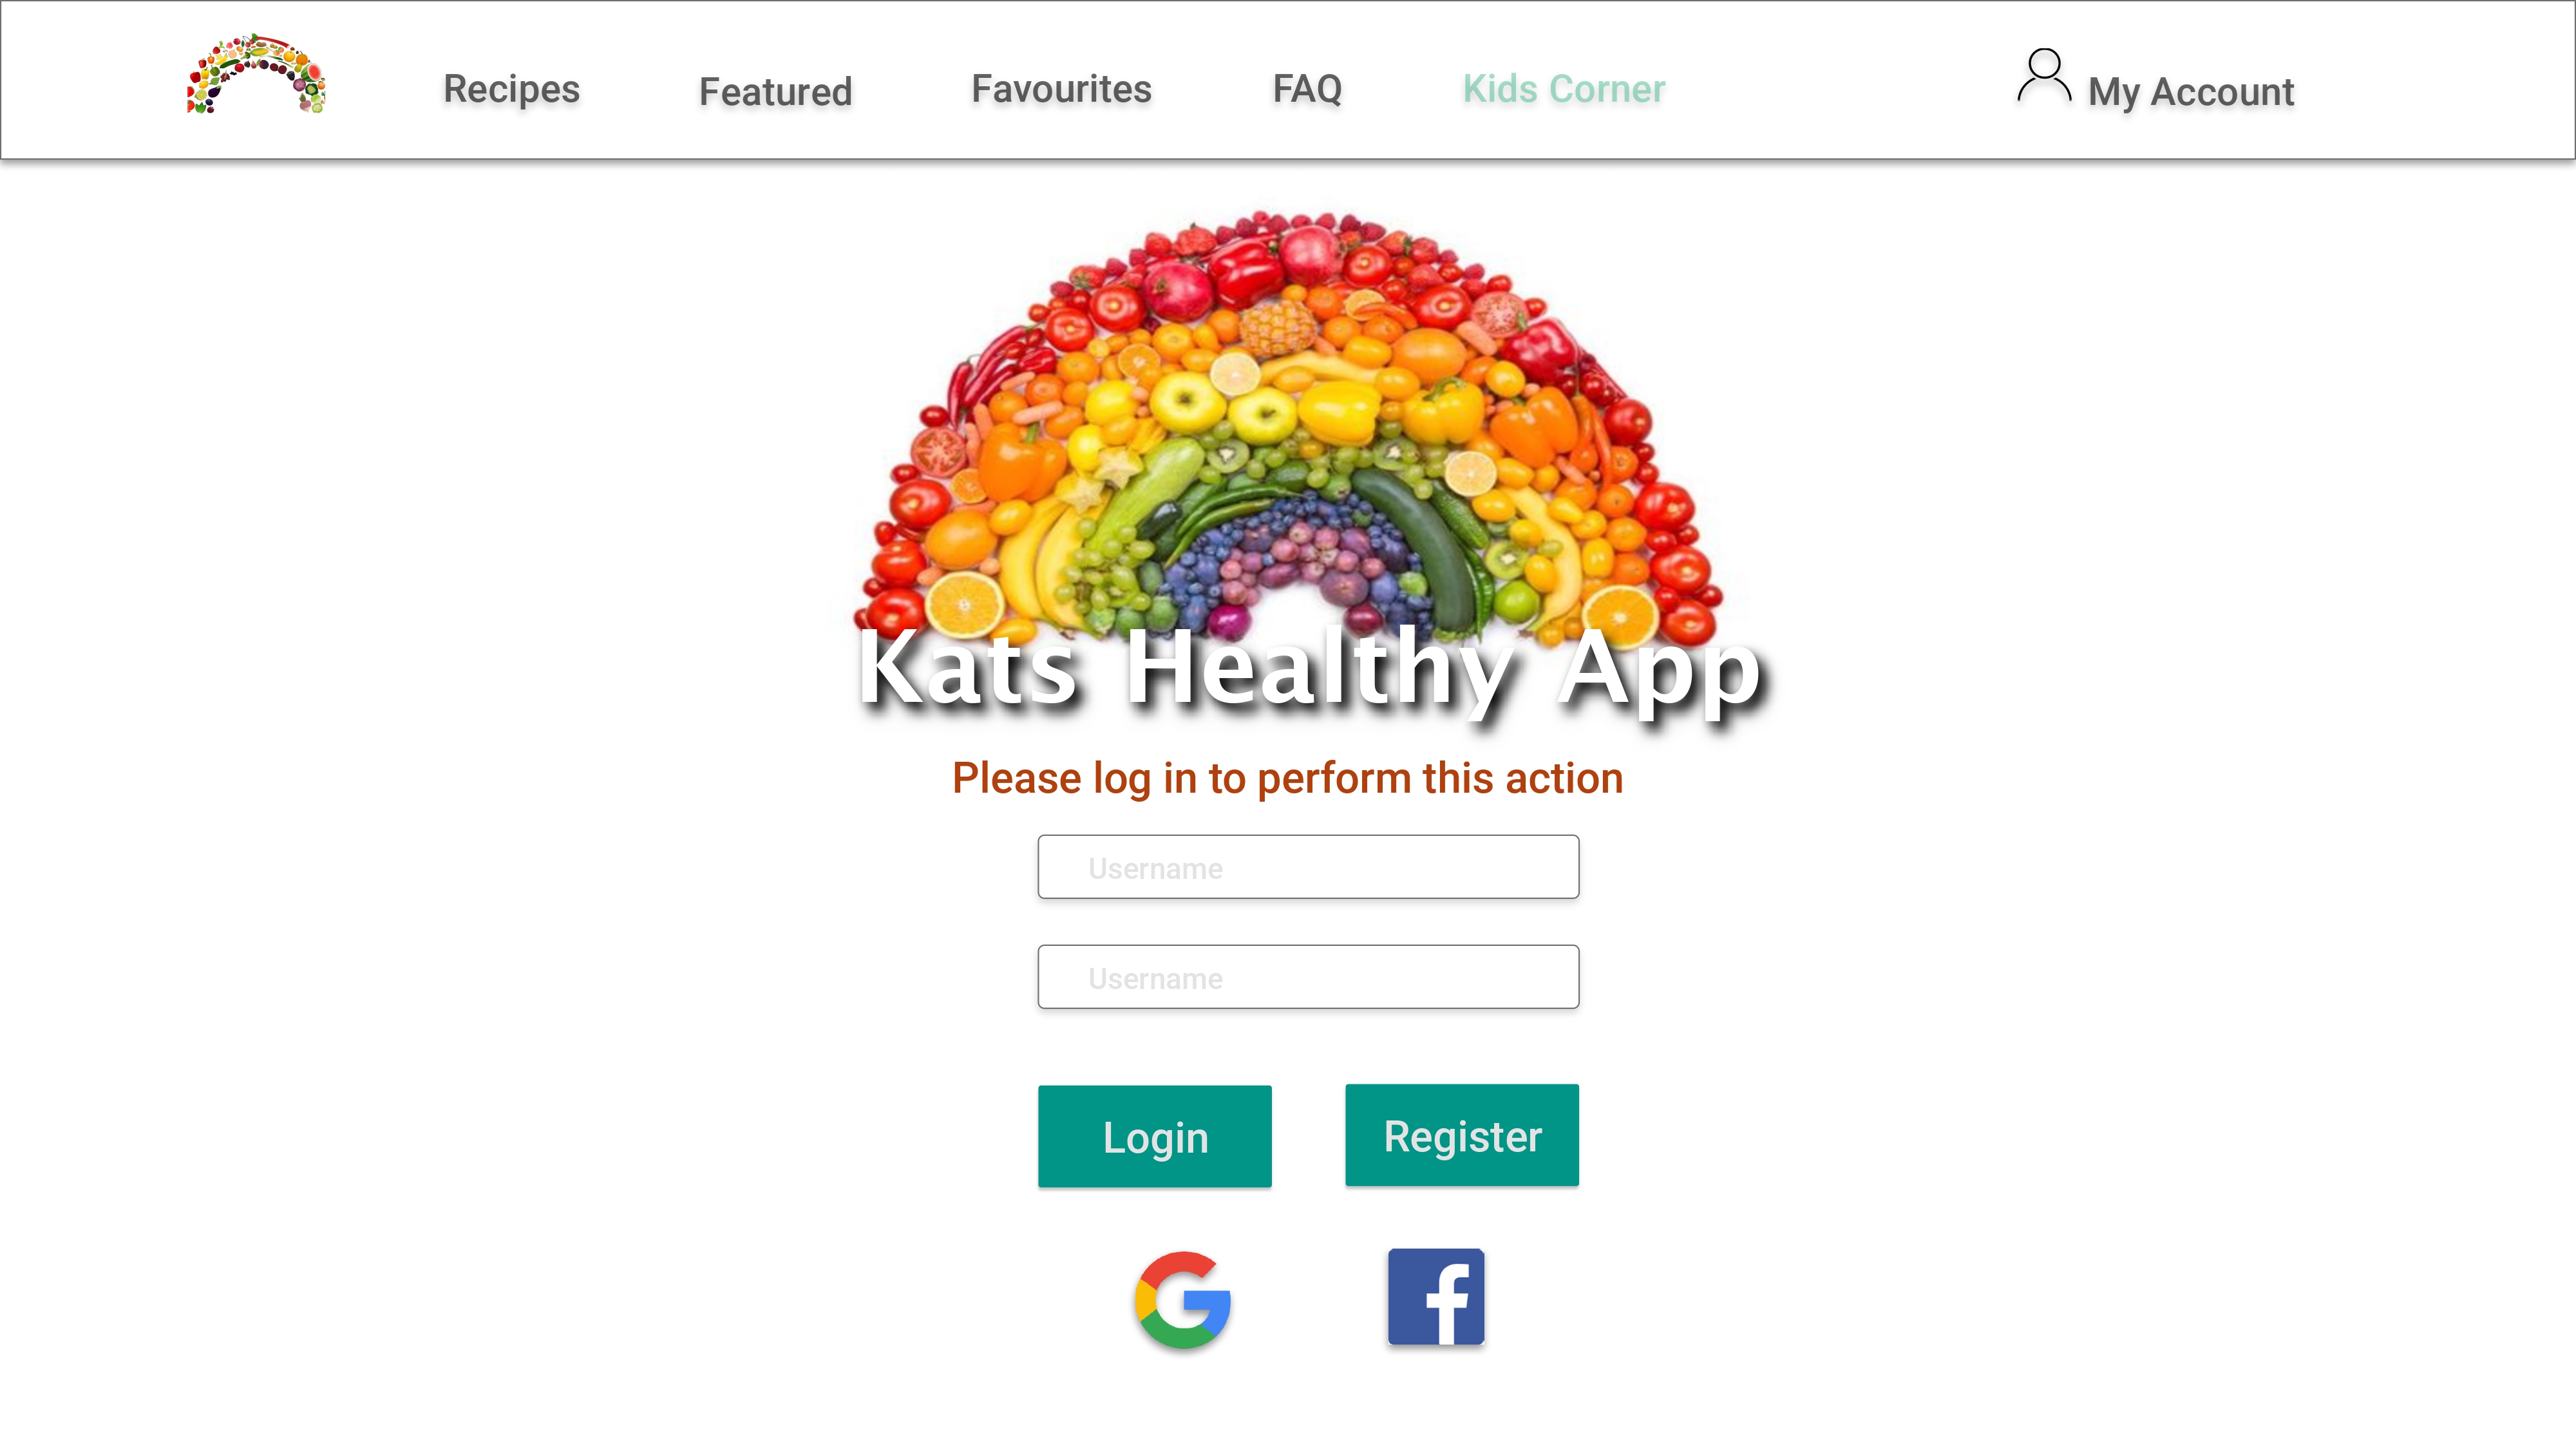 Recipes Featured Favourites FAQ Kids Corner My Account
Kats Healthy App
Please log in to perform this action
Username
Username
Login Register